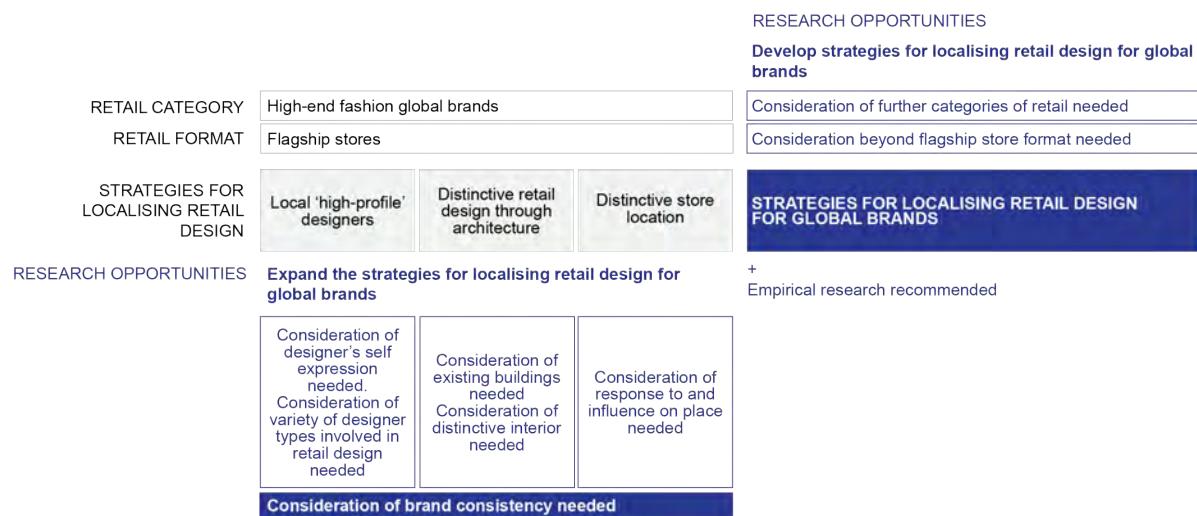 RESEARCH OPPORTUNITIES
Develop strategies for localising retail design for global
brands
RETAIL CATEGORY
High-end fashion global brands
Consideration of further categories of retail needed
RETAIL FORMAT
Flagship stores
Consideration beyond flagship store format needed
STRATEGIES FOR
LOCALISING RETAIL
DESIGN
Local ‘high-profile’
designers
Distinctive retail
design through
architecture
Distinctive store
location
STRATEGIES FOR LOCALISING RETAIL DESIGN
FOR GLOBAL BRANDS
RESEARCH OPPORTUNITIES
Expand the strategies for localising retail design for
global brands
+
Empirical research recommended
Consideration of
designer’s self
expression
needed.
Consideration of
variety of designer
types involved in
retail design
needed
Consideration of
existing buildings
needed
Consideration of
distinctive interior
needed
Consideration of
response to and
influence on place
needed
Consideration of brand consistency needed